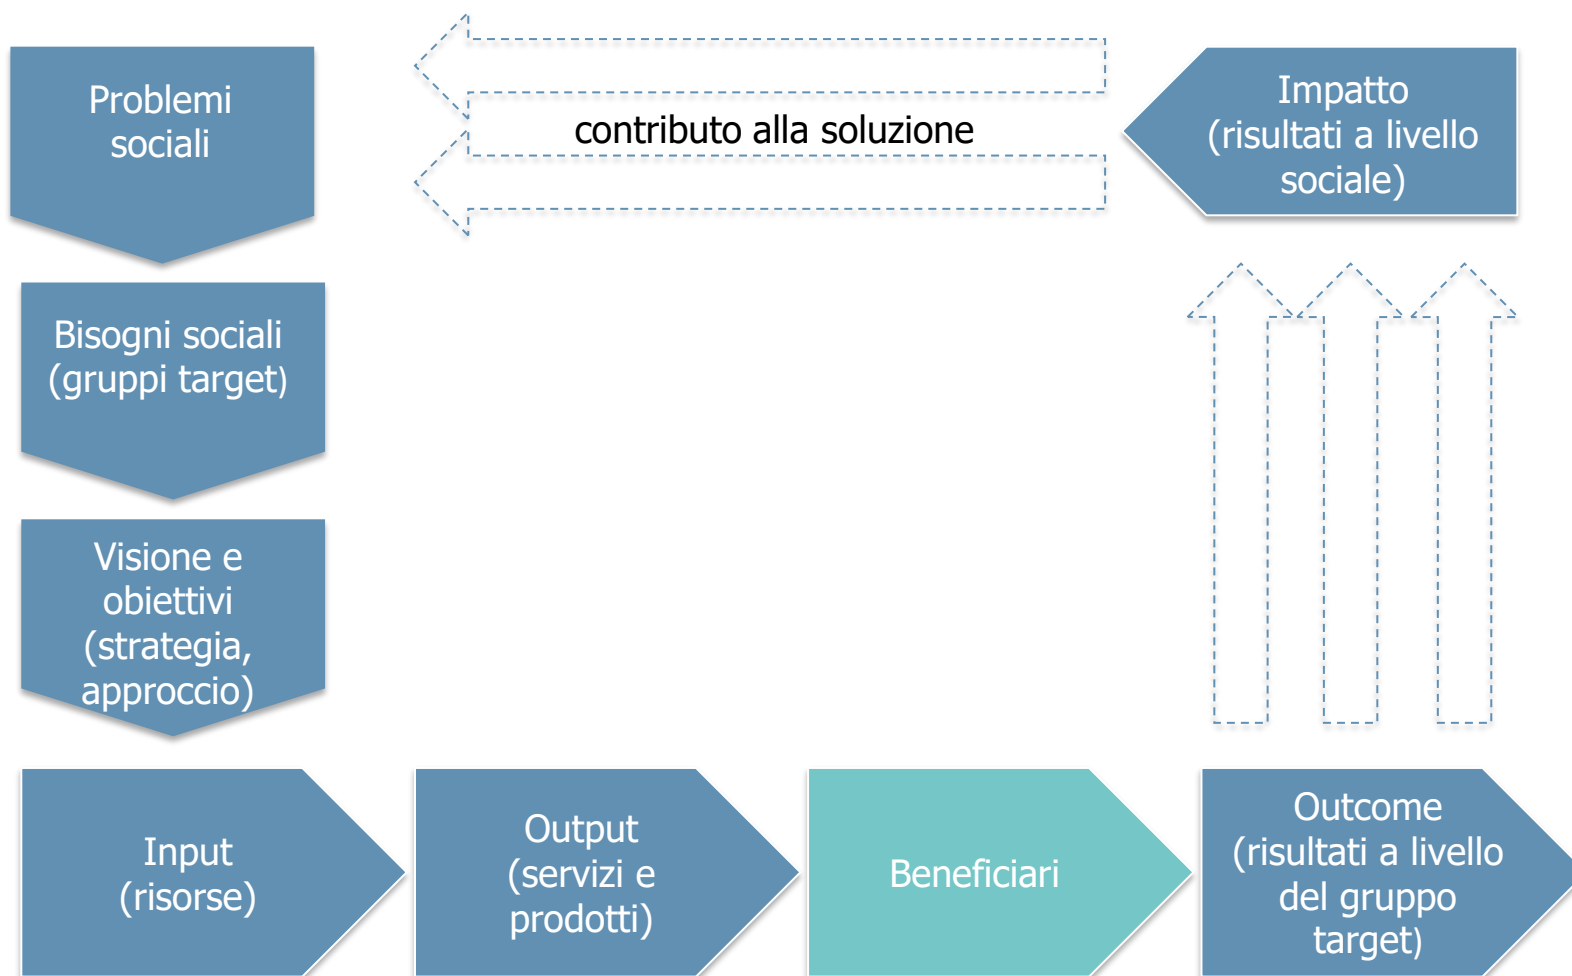 Problemi
sociali
contributo alla soluzione
Impatto
(risultati a livello
sociale)
Bisogni sociali
(gruppi target)
Visione e
obiettivi
(strategia,
approccio)
Input
(risorse)
Output
(servizi e
prodotti)
Beneficiari
Outcome
(risultati a livello
del gruppo
target)